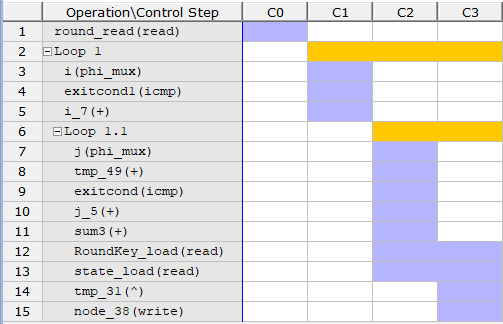 Operation\Control Step C0 C1 C2 C3
1 round_read(read)
2 Loop 1
3 i(phi_mux)
4 exitcond1(icmp)
5 i_7(+)
6 Loop 1.1
7 j(phi_mux)
8 tmp_49(+)
9 exitcond(icmp)
10 j_5(+)
11 sum3(+)
12 RoundKey_load(read)
13 state_load(read)
14 tmp_31(^)
15 node_38(write)